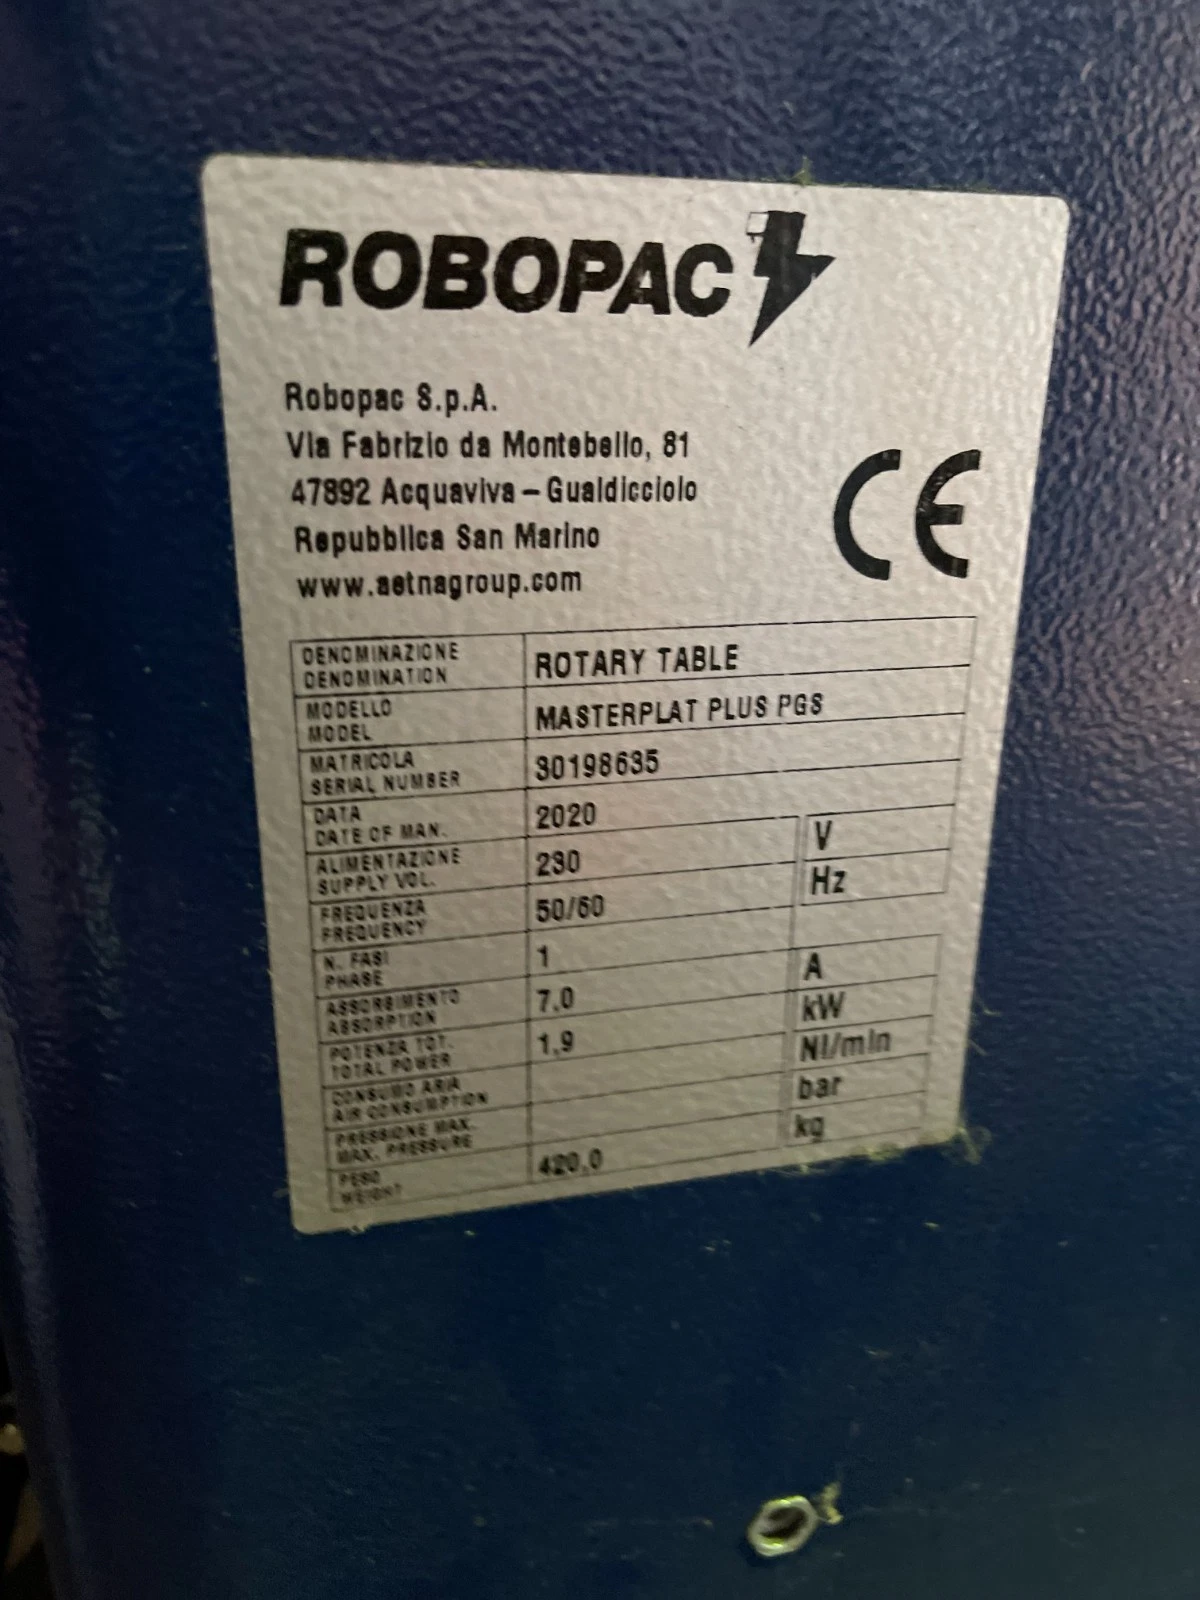 ROBOPAC
Robopac S.p.A.
Via Fabrizio da Montebello, 81
47892 Acquaviva – Gualdicciolo
Repubblica San Marino
www.aetnagroup.com
CE
DENOMINAZIONE
DENOMINATION
ROTARY TABLE
MODELLO
MODEL
MASTERPLAT PLUS PGS
MATRICOLA
SERIAL NUMBER
30198635
DATA
DATE OF MAN.
2020
ALIMENTAZIONE
SUPPLY VOL.
230
V
FREQUENZA
FREQUENCY
50/60
Hz
N. FASI
PHASE
1
ASSORBIMENTO
ABSORPTION
7,0
A
POTENZA TOT.
TOTAL POWER
1,9
kW
CONSUMO ARIA
AIR CONSUMPTION
Nl/min
PRESSIONE MAX.
MAX. PRESSURE
bar
PESO
WEIGHT
420,0
kg